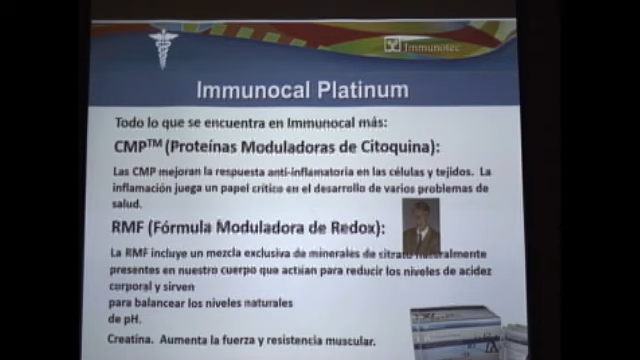 Immunotec
Immunocal Platinum
Todo lo que se encuentra en Immunocal más:
CMP™ (Proteínas Moduladoras de Citoquina):
Las CMP mejoran la respuesta anti-inflamatoria en las células y tejidos. La
inflamación juega un papel crítico en el desarrollo de varios problemas de
salud.
RMF (Fórmula Moduladora de Redox):
La RMF incluye un mezcla exclusiva de minerales de sitrato
presentes en nuestro cuerpo que actúan para reducir los niveles de acidez
corporal y sirven
para balancear los niveles naturales
de pH.
Creatina. Aumenta la fuerza y resistencia muscular.